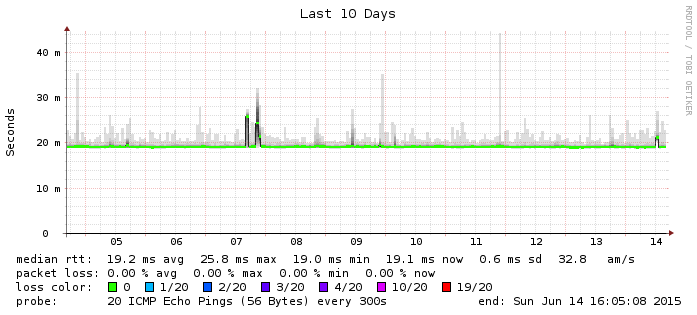 Last 10 Days
RRDTOOL / TOBI OETIKER
Seconds
40 m
30 m
20 m
10 m
0
05 06 07 08 09 10 11 12 13 14
median rtt: 19.2 ms avg 25.8 ms max 19.0 ms min 19.1 ms now 0.6 ms sd 32.8 am/s
packet loss: 0.00 % avg 0.00 % max 0.00 % min 0.00 % now
loss color: 0 1/20 2/20 3/20 4/20 10/20 19/20
probe: 20 ICMP Echo Pings (56 Bytes) every 300s end: Sun Jun 14 16:05:08 2015